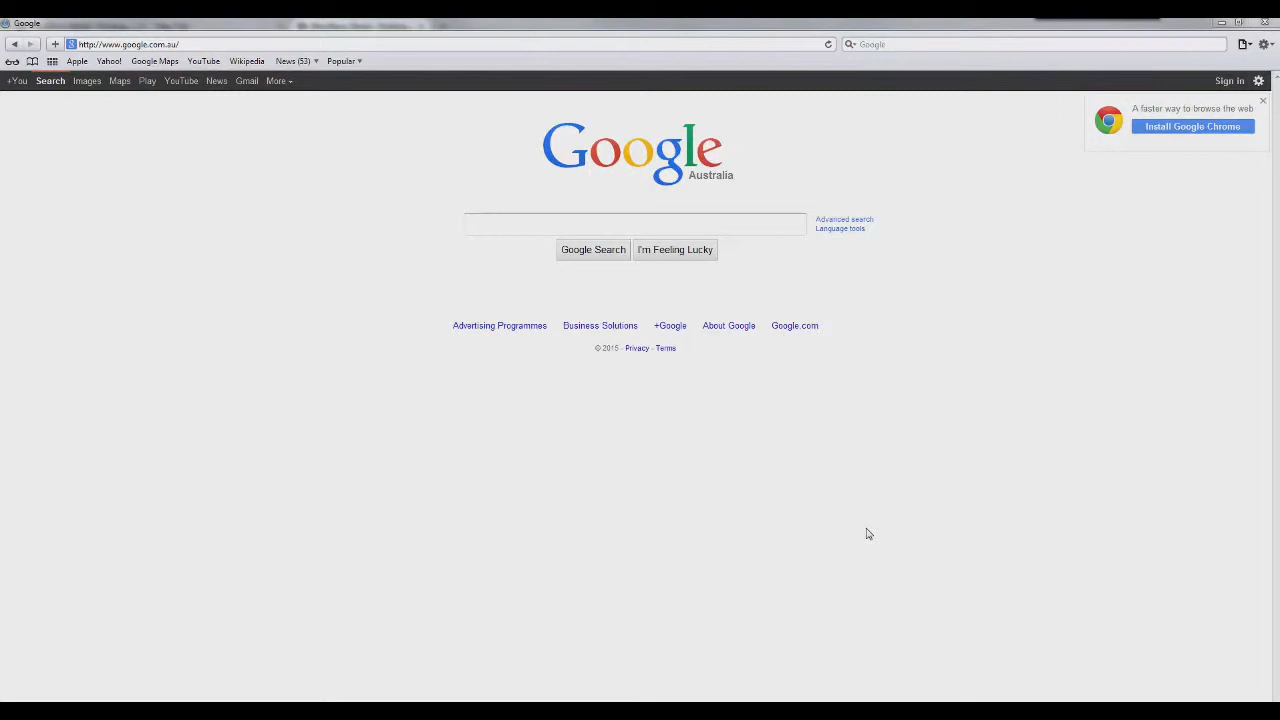 Google
http://www.google.com.au/
Google
Apple Yahoo! Google Maps YouTube Wikipedia News (53) Popular
+You Search Images Maps Play YouTube News Gmail More
Sign in
A faster way to browse the web
Install Google Chrome
Google
Australia
Advanced search
Language tools
Google Search I'm Feeling Lucky
Advertising Programmes Business Solutions +Google About Google Google.com
© 2015 - Privacy - Terms